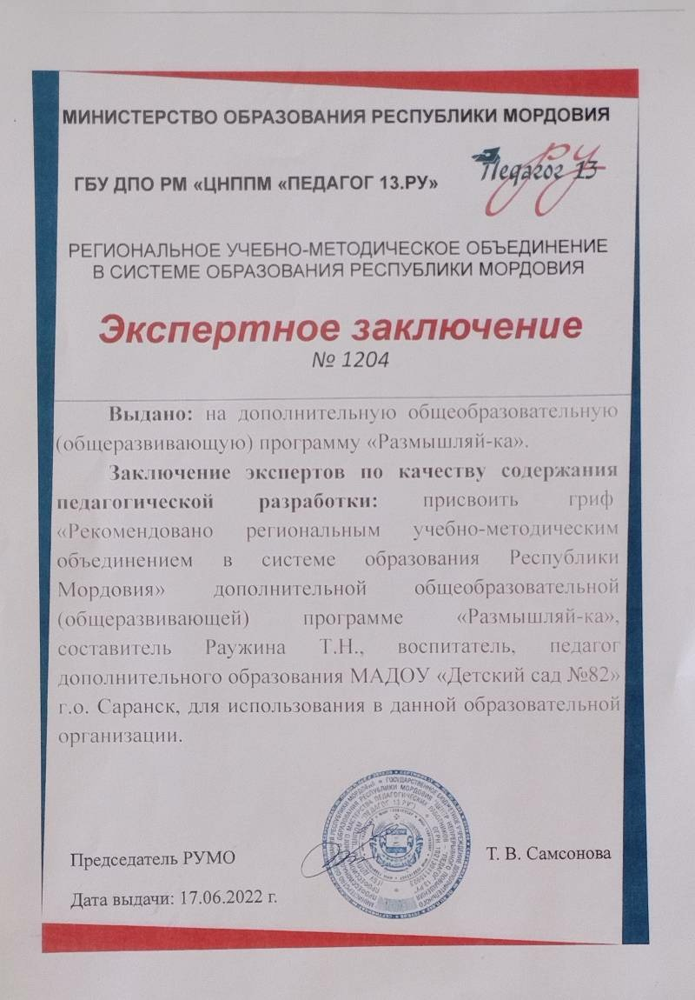 МИНИСТЕРСТВО ОБРАЗОВАНИЯ РЕСПУБЛИКИ МОРДОВИЯ
ГБУ ДПО РМ «ЦНППМ «ПЕДАГОГ 13.РУ»
Педагог 13
РУ
РЕГИОНАЛЬНОЕ УЧЕБНО-МЕТОДИЧЕСКОЕ ОБЪЕДИНЕНИЕ
В СИСТЕМЕ ОБРАЗОВАНИЯ РЕСПУБЛИКИ МОРДОВИЯ
Экспертное заключение
№ 1204
Выдано: на дополнительную общеобразовательную
(общеразвивающую) программу «Размышляй-ка».
Заключение экспертов по качеству содержания
педагогической разработки: присвоить гриф
«Рекомендовано региональным учебно-методическим
объединением в системе образования Республики
Мордовия» дополнительной общеобразовательной
(общеразвивающей) программе «Размышляй-ка»,
составитель Раужина Т.Н., воспитатель, педагог
дополнительного образования МАДОУ «Детский сад №82»
г.о. Саранск, для использования в данной образовательной
организации.
Председатель РУМО
Т. В. Самсонова
Дата выдачи: 17.06.2022 г.